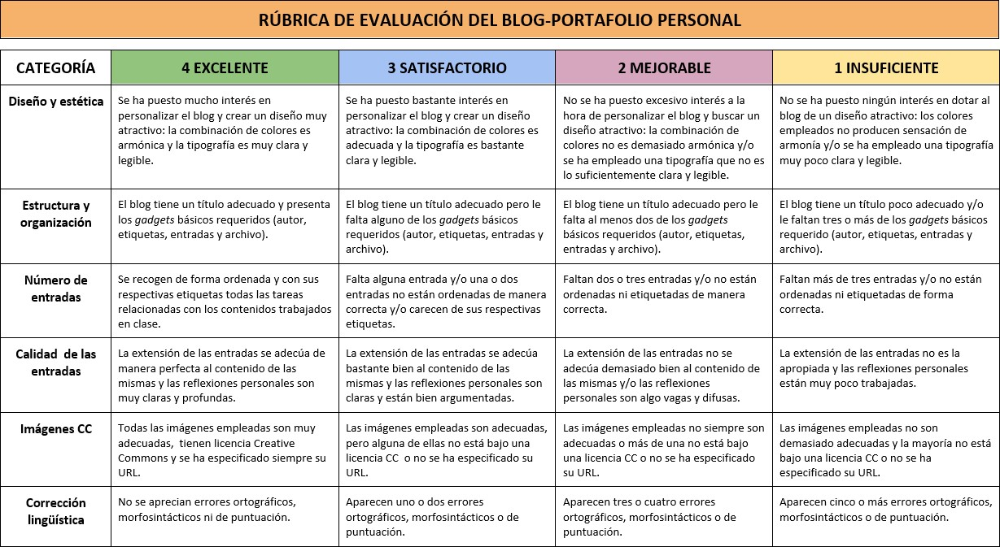 RÚBRICA DE EVALUACIÓN DEL BLOG-PORTAFOLIO PERSONAL
CATEGORÍA
4 EXCELENTE
3 SATISFACTORIO
2 MEJORABLE
1 INSUFICIENTE
Diseño y estética
Se ha puesto mucho interés en
personalizar el blog y crear un diseño muy
atractivo: la combinación de colores es
armónica y la tipografía es muy clara y
legible.
Se ha puesto bastante interés en
personalizar el blog y crear un diseño
atractivo: la combinación de colores es
adecuada y la tipografía es bastante
clara y legible.
No se ha puesto excesivo interés a la
hora de personalizar el blog y buscar un
diseño atractivo: la combinación de
colores no es demasiado armónica y/o
se ha empleado una tipografía que no es
lo suficientemente clara y legible.
No se ha puesto ningún interés en dotar al
blog de un diseño atractivo: los colores
empleados no producen sensación de
armonía y/o se ha empleado una tipografía
muy poco clara y legible.
Estructura y
organización
El blog tiene un título adecuado y presenta
los gadgets básicos requeridos (autor,
etiquetas, entradas y archivo).
El blog tiene un título adecuado pero le
falta alguno de los gadgets básicos
requeridos (autor, etiquetas, entradas y
archivo).
El blog tiene un título adecuado pero le
falta al menos dos de los gadgets
básicos requeridos (autor, etiquetas,
entradas y archivo).
El blog tiene un título poco adecuado y/o
le faltan tres o más de los gadgets básicos
requerido (autor, etiquetas, entradas y
archivo).
Número de
entradas
Se recogen de forma ordenada y con sus
respectivas etiquetas todas las tareas
relacionadas con los contenidos trabajados
en clase.
Falta alguna entrada y/o una o dos
entradas no están ordenadas de manera
correcta y/o carecen de sus respectivas
etiquetas.
Faltan dos o tres entradas y/o no están
ordenadas ni etiquetadas de manera
correcta.
Faltan más de tres entradas y/o no están
ordenadas ni etiquetadas de forma
correcta.
Calidad de las
entradas
La extensión de las entradas se adecúa de
manera perfecta al contenido de las
mismas y las reflexiones personales son
muy claras y profundas.
La extensión de las entradas se adecúa
bastante bien al contenido de las
mismas y las reflexiones personales son
claras y están bien argumentadas.
La extensión de las entradas no se
adecúa demasiado bien al contenido de
las mismas y/o las reflexiones
personales son algo vagas y difusas.
La extensión de las entradas no es la
apropiada y las reflexiones personales
están muy poco trabajadas.
Imágenes CC
Todas las imágenes empleadas son muy
adecuadas, tienen licencia Creative
Commons y se ha especificado siempre su
URL.
Las imágenes empleadas son adecuadas,
pero alguna de ellas no está bajo una
licencia CC o no se ha especificado su
URL.
Las imágenes empleadas no siempre son
adecuadas o más de una no está bajo
una licencia CC o no se ha especificado
su URL.
Las imágenes empleadas no son
demasiado adecuadas y la mayoría no está
bajo una licencia CC o no se ha
especificado su URL.
Corrección
lingüística
No se aprecian errores ortográficos,
morfosintácticos ni de puntuación.
Aparecen uno o dos errores
ortográficos, morfosintácticos o de
puntuación.
Aparecen tres o cuatro errores
ortográficos, morfosintácticos o de
puntuación.
Aparecen cinco o más errores ortográficos,
morfosintácticos o de puntuación.